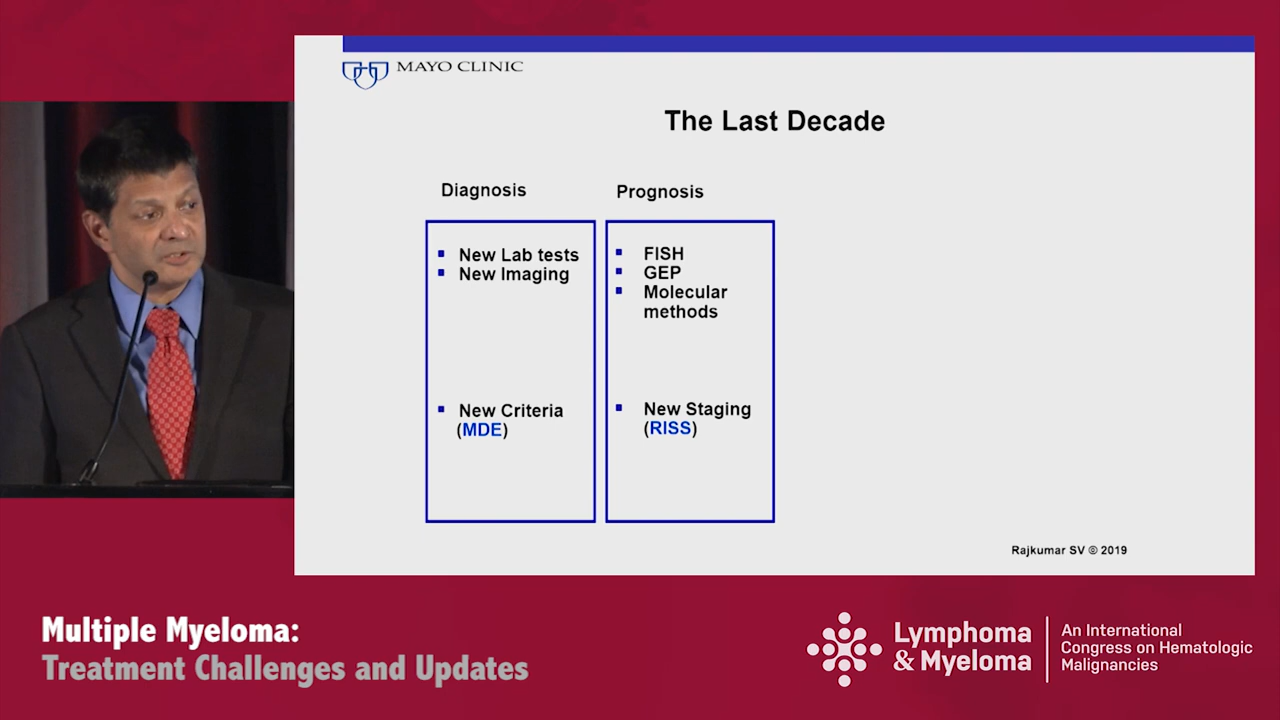 MAYO CLINIC
The Last Decade
Diagnosis
New Lab tests
New Imaging
New Criteria
(MDE)
Prognosis
FISH
GEP
Molecular
methods
New Staging
(RISS)
Rajkumar SV © 2019
Multiple Myeloma:
Treatment Challenges and Updates
Lymphoma
& Myeloma
An International
Congress on Hematologic
Malignancies